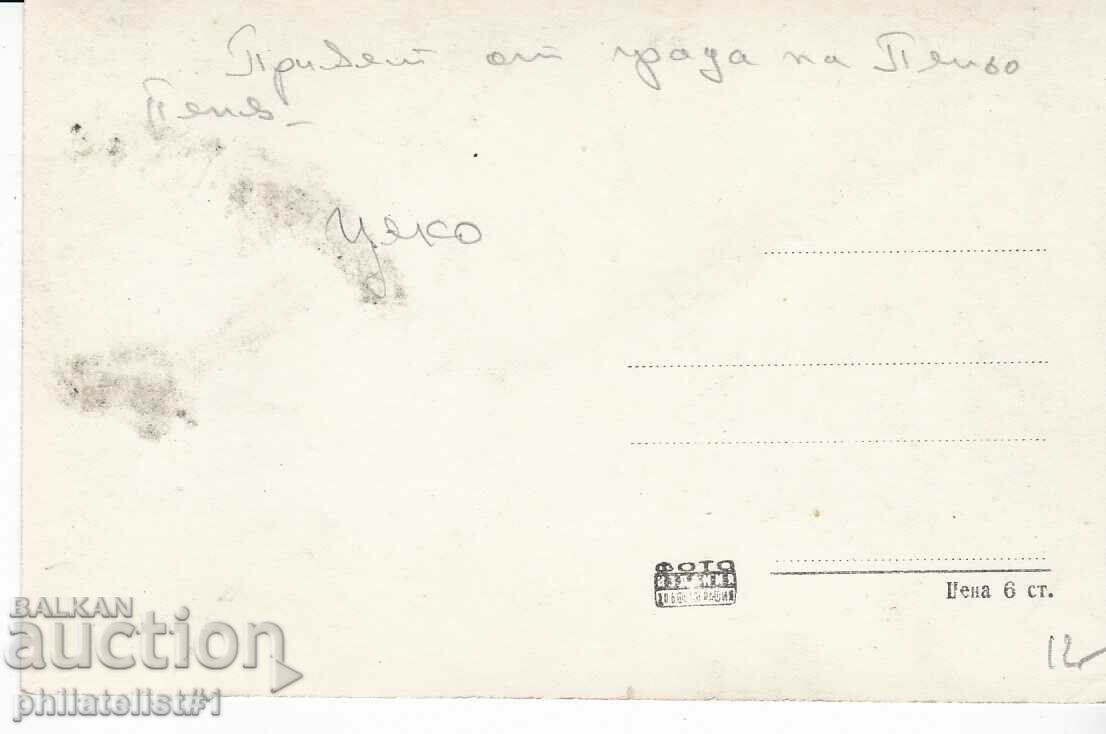 Привет от града на Пеньо
Пенев
Цеко
ФОТО
Цена 6 ст.
12
BALKAN
auction
philatelist#1